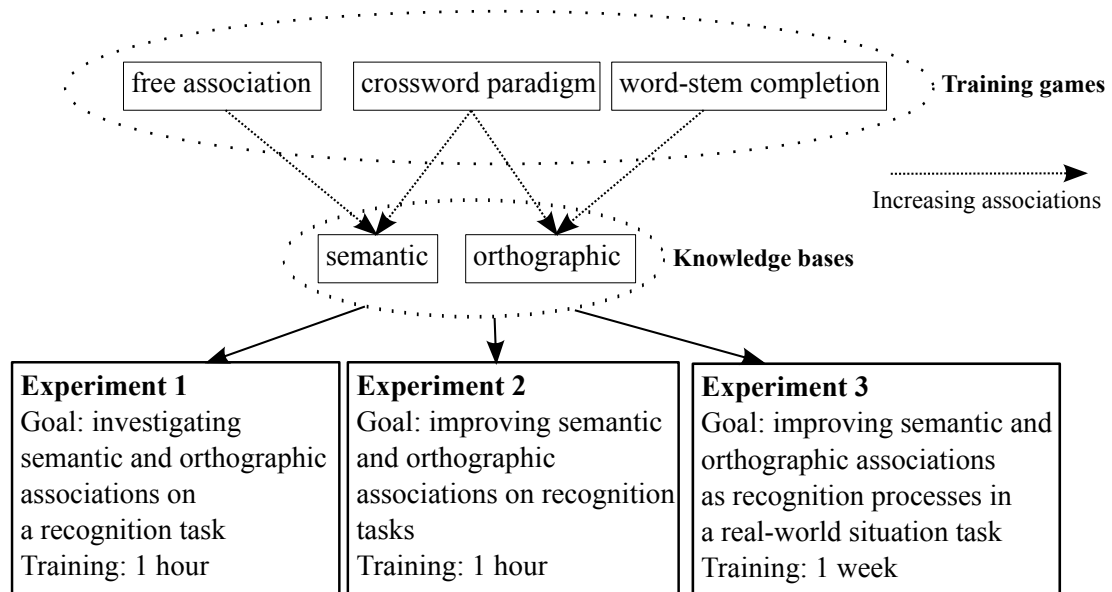 free association
crossword paradigm
word-stem completion
Training games
Increasing associations
semantic
orthographic
Knowledge bases
Experiment 1
Goal: investigating
semantic and orthographic
associations on
a recognition task
Training: 1 hour
Experiment 2
Goal: improving semantic
and orthographic
associations on recognition
tasks
Training: 1 hour
Experiment 3
Goal: improving semantic and
orthographic associations
as recognition processes in
a real-world situation task
Training: 1 week